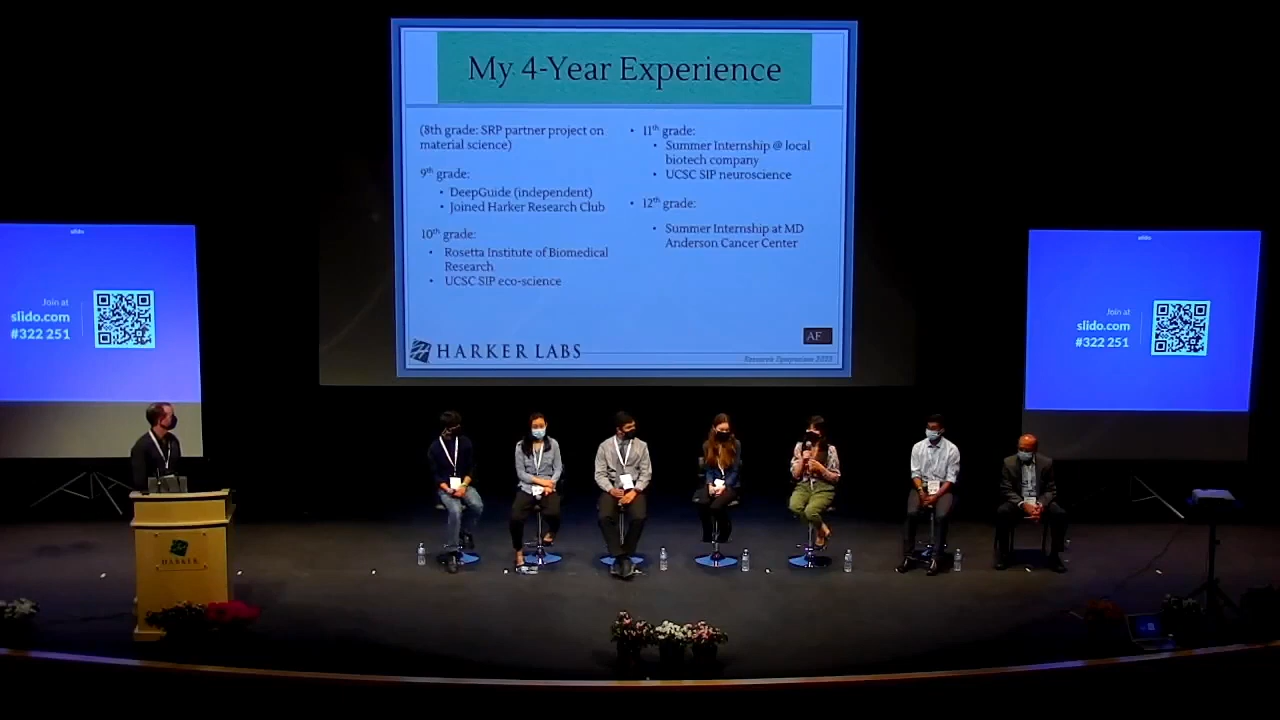 My 4-Year Experience
(8th grade: SRP partner project on
material science)
9th grade:
• DeepGuide (independent)
• Joined Harker Research Club
10th grade:
• Rosetta Institute of Biomedical
Research
• UCSC SIP eco-science
• 11th grade:
• Summer Internship @ local
biotech company
• UCSC SIP neuroscience
• 12th grade:
• Summer Internship at MD
Anderson Cancer Center
AF
HARKER LABS
slido
Join at
slido.com
#322 251
slido
Join at
slido.com
#322 251
HARKER